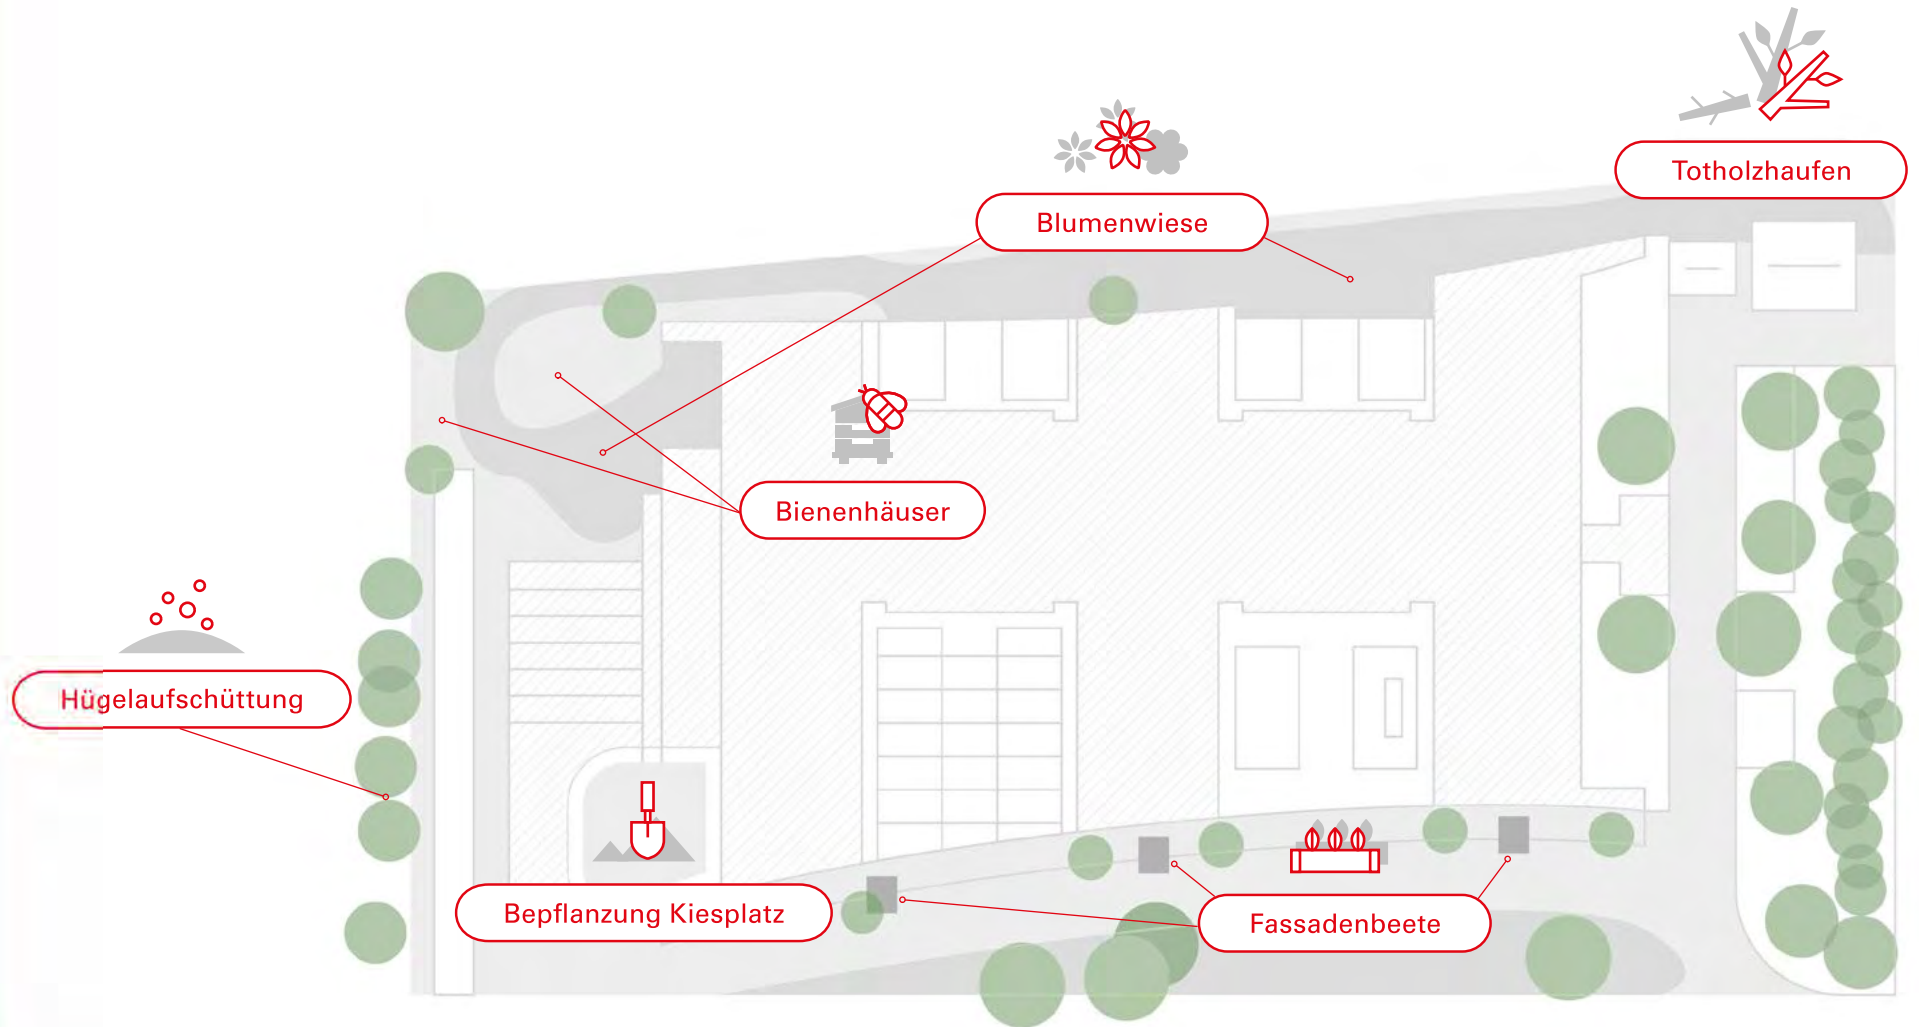 Totholzhaufen
Blumenwiese
Bienenhäuser
Hügelaufschüttung
Bepflanzung Kiesplatz
Fassadenbeete